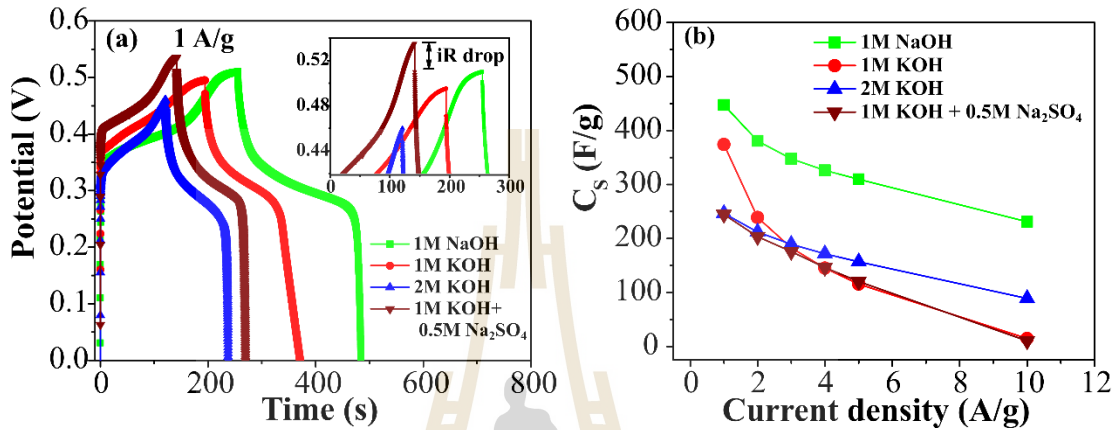 (a)
1 A/g
Potential (V)
0.6
0.5
0.4
0.3
0.2
0.1
0.0
0
200
400
600
800
Time (s)
iR drop
0.52
0.48
0.44
0
100
200
300
1M NaOH
1M KOH
2M KOH
1M KOH+
0.5M Na₂SO₄
(b)
C_S (F/g)
600
500
400
300
200
100
0
0
2
4
6
8
10
12
Current density (A/g)
1M NaOH
1M KOH
2M KOH
1M KOH + 0.5M Na₂SO₄